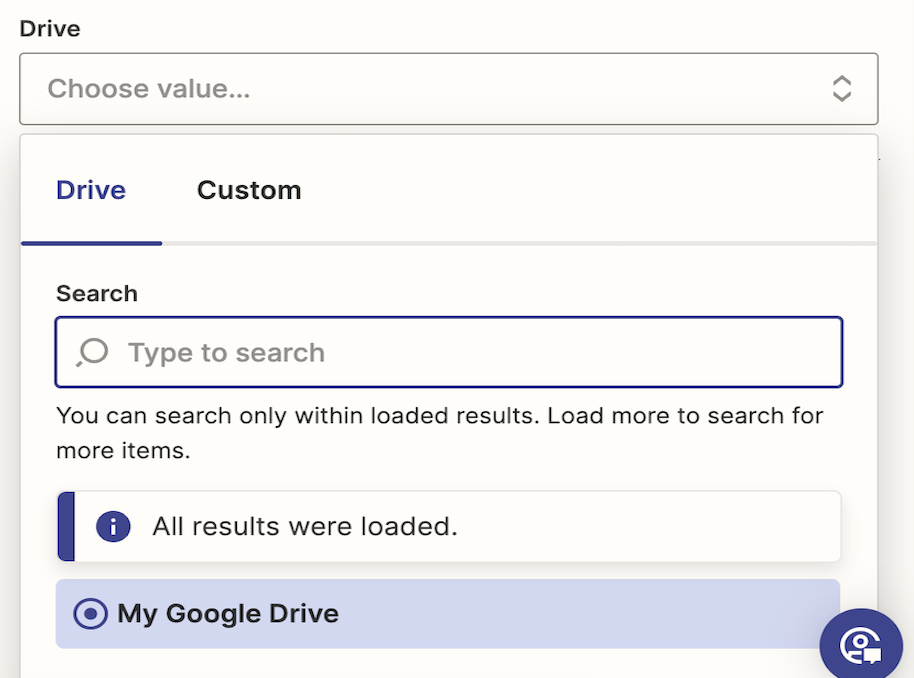 Drive
Choose value...
Drive
Custom
Search
Type to search
You can search only within loaded results. Load more to search for
more items.
All results were loaded.
My Google Drive